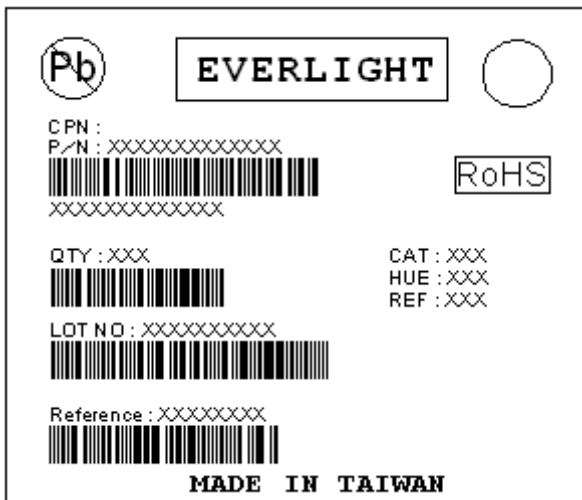 Pb
EVERLIGHT
CPN :
P/N : XXXXXXXXXXXXX
RoHS
XXXXXXXXXXXXX
QTY : XXX
CAT : XXX
HUE : XXX
REF : XXX
LOT NO : XXXXXXXXXX
Reference : XXXXXXXX
MADE IN TAIWAN